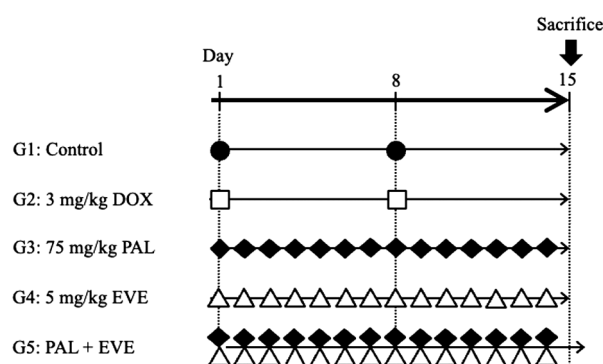 Sacrifice
Day
1 8 15
G1: Control
G2: 3 mg/kg DOX
G3: 75 mg/kg PAL
G4: 5 mg/kg EVE
G5: PAL + EVE